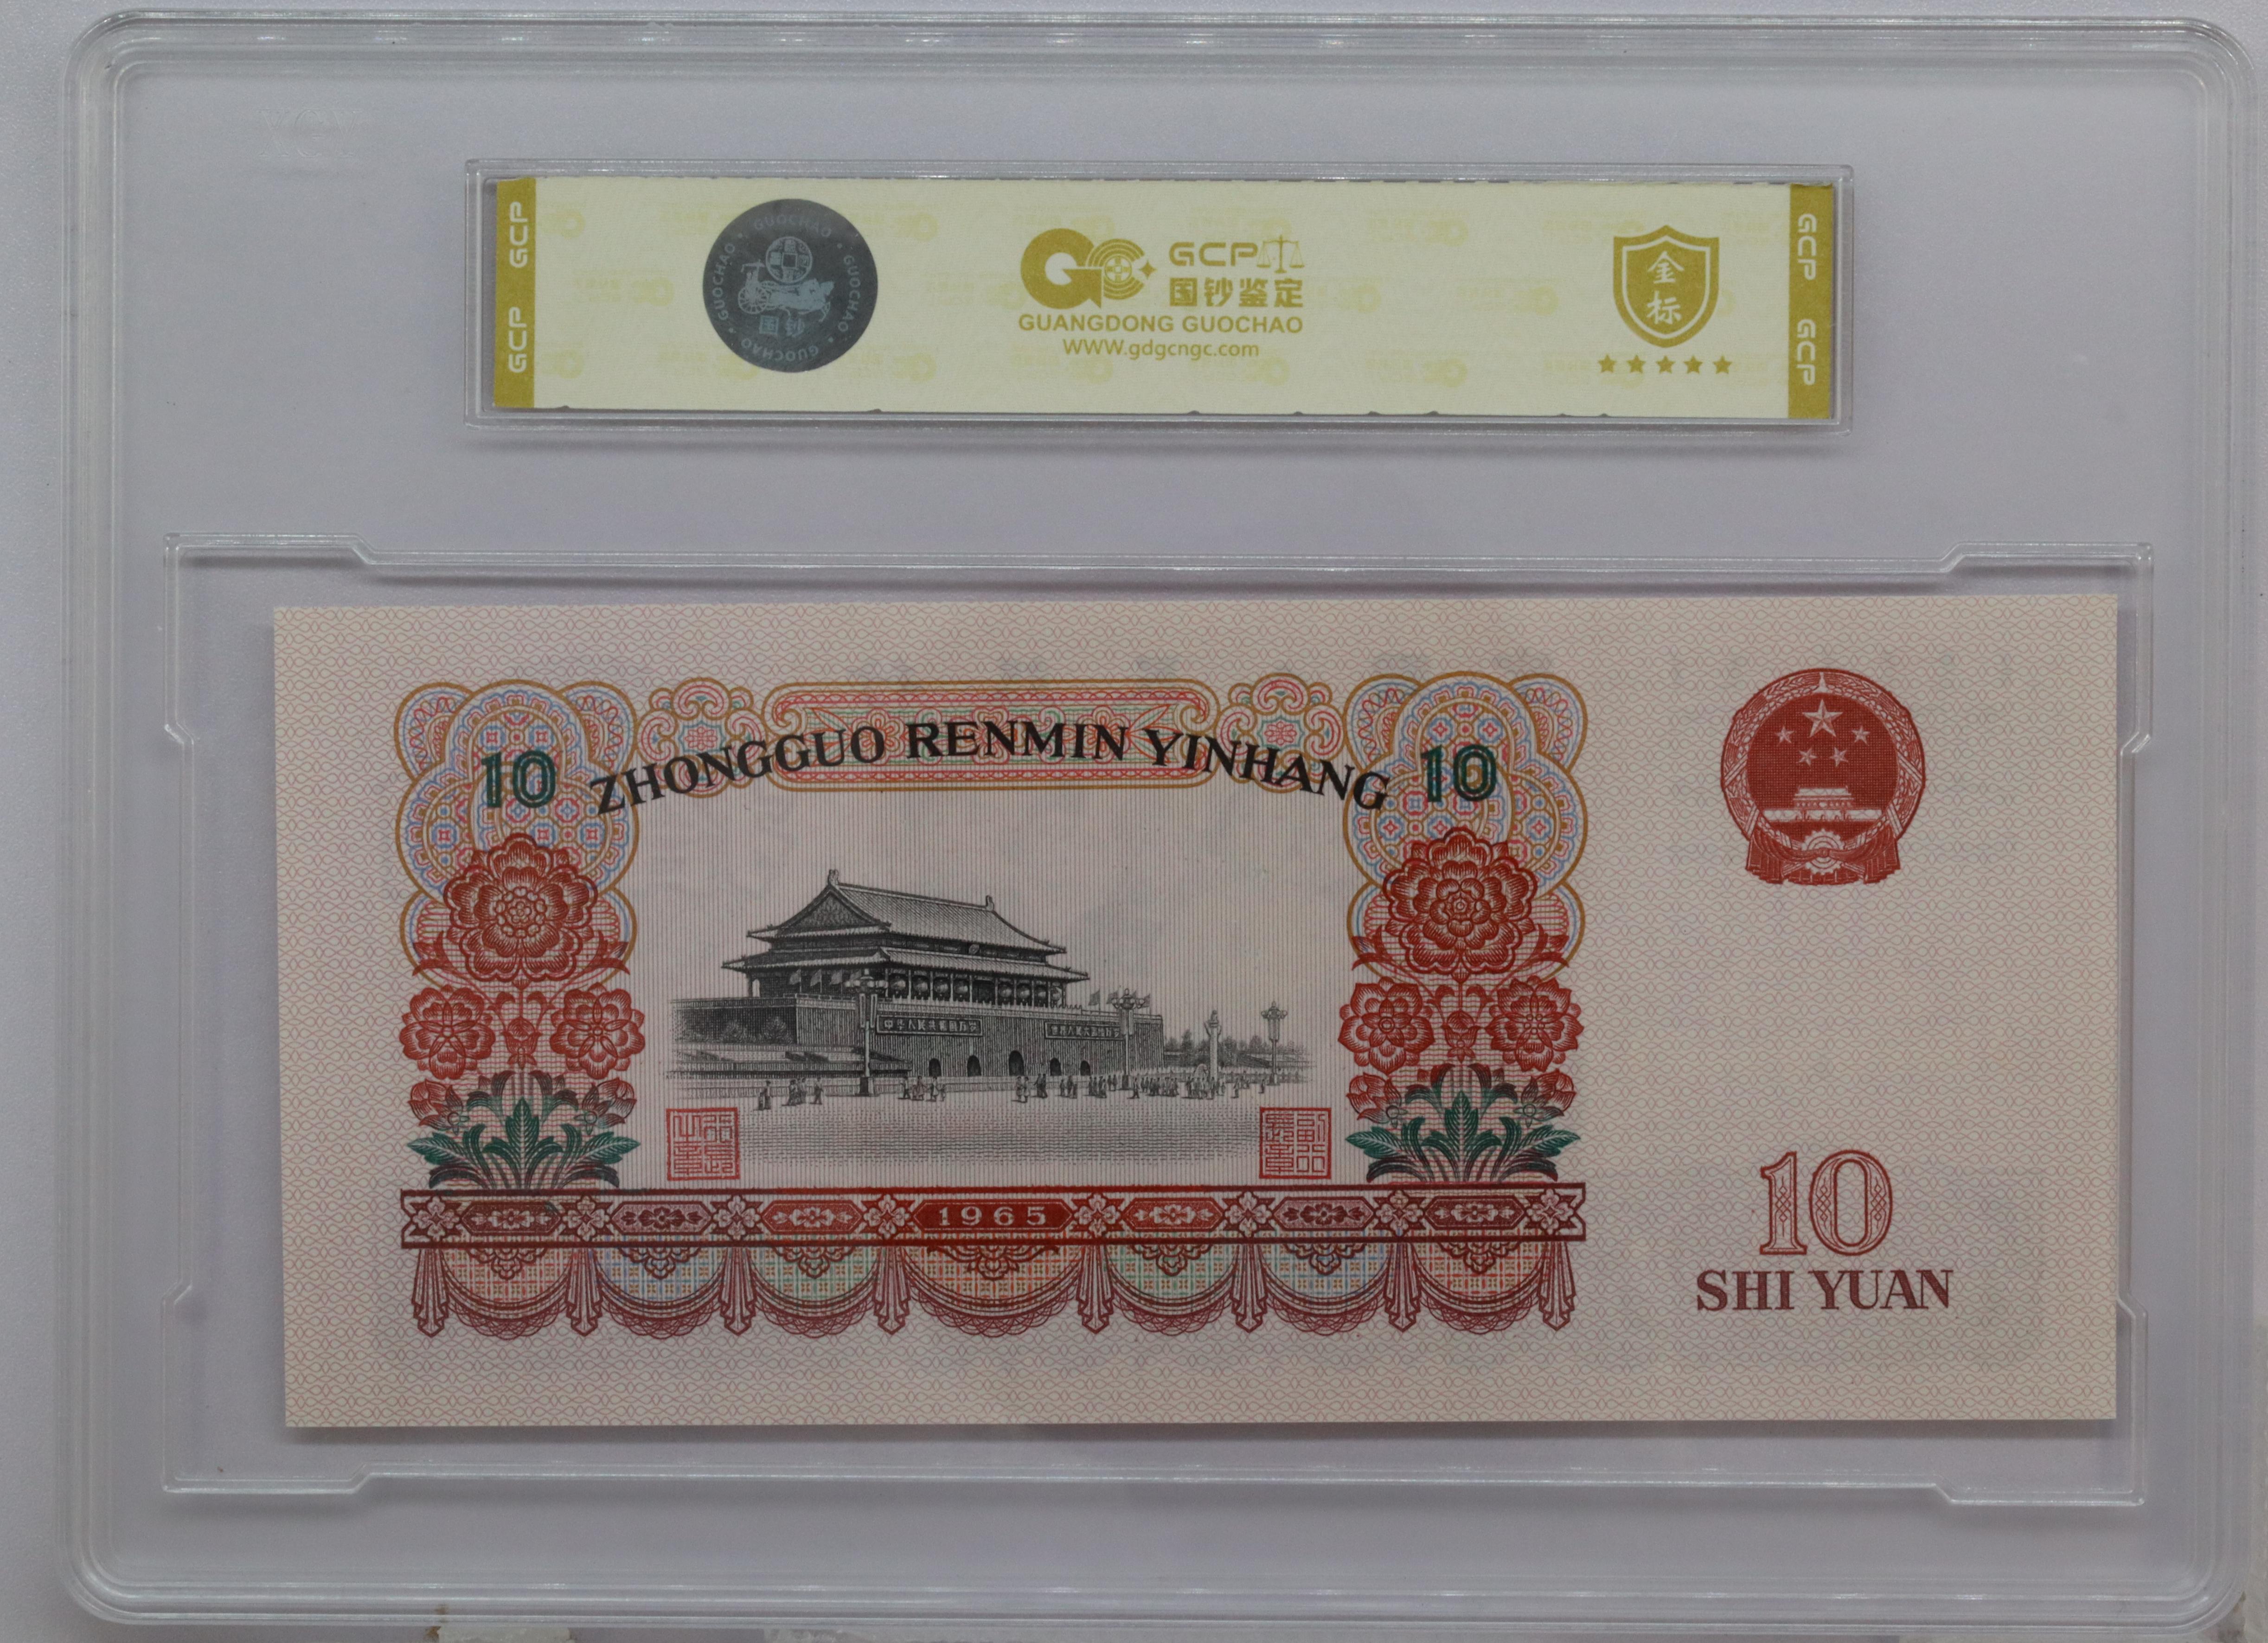 GCP GCP
GUOCHAO GUOCHAO GUOCHAO GUOCHAO
国钞
GCP
国钞鉴定
GUANGDONG GUOCHAO
WWW.gdgcngc.com
金标
GCP GCP
10 ZHONGGUO RENMIN YINHANG 10
1965
10
SHI YUAN